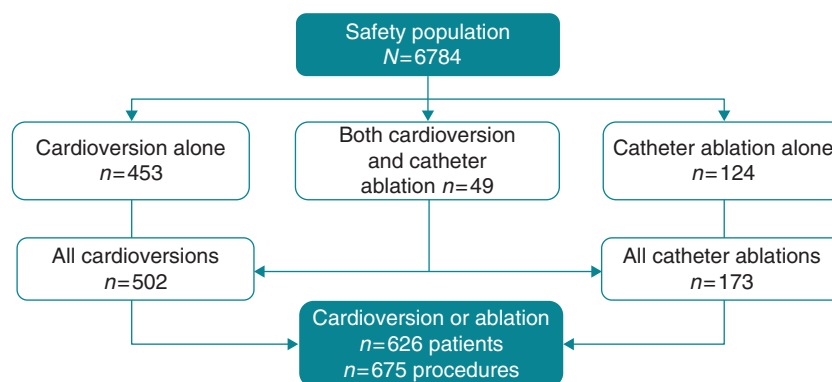 Safety population
N=6784
Cardioversion alone
n=453
Both cardioversion
and catheter
ablation n=49
Catheter ablation alone
n=124
All cardioversions
n=502
All catheter ablations
n=173
Cardioversion or ablation
n=626 patients
n=675 procedures